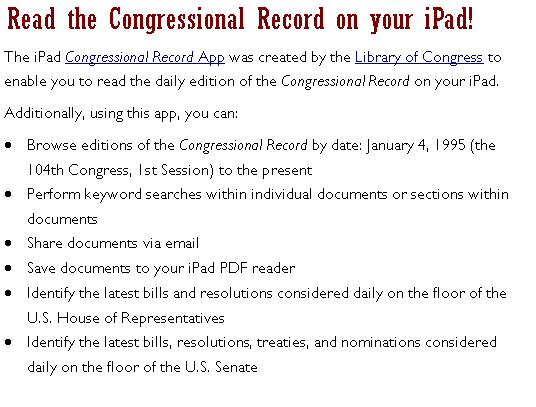 Read the Congressional Record on your iPad!
The iPad Congressional Record App was created by the Library of Congress to
enable you to read the daily edition of the Congressional Record on your iPad.
Additionally, using this app, you can:
• Browse editions of the Congressional Record by date: January 4, 1995 (the
104th Congress, 1st Session) to the present
• Perform keyword searches within individual documents or sections within
documents
• Share documents via email
• Save documents to your iPad PDF reader
• Identify the latest bills and resolutions considered daily on the floor of the
U.S. House of Representatives
• Identify the latest bills, resolutions, treaties, and nominations considered
daily on the floor of the U.S. Senate